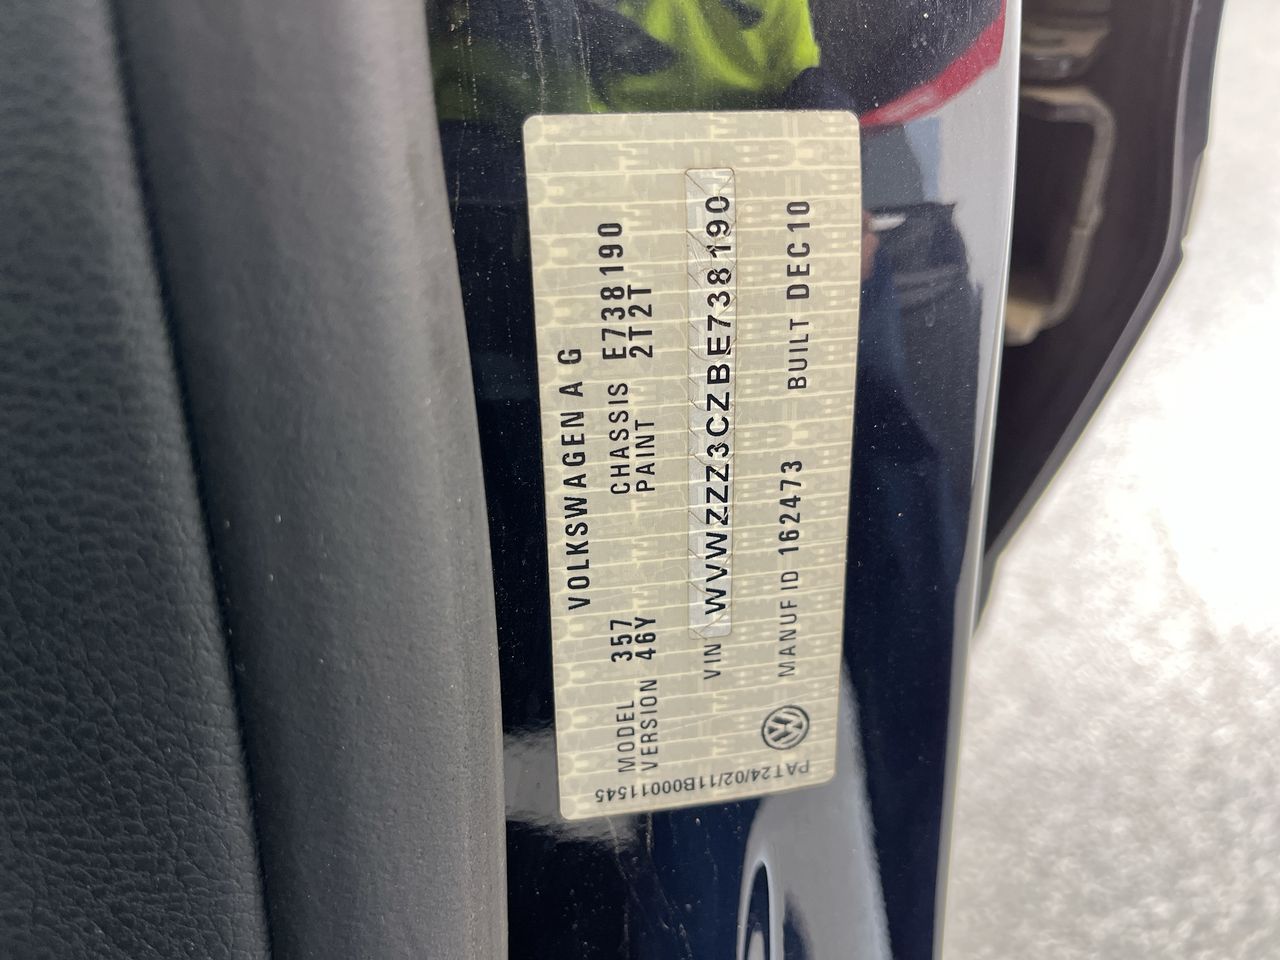 VOLKSWAGEN AG
MODEL 357 CHASSIS E738190
VERSION 46Y PAINT 2T2T
VIN WVWZZZ3CZBE738190
MANUF ID 162473 BUILT DEC10
PAT24/02/11B00011545